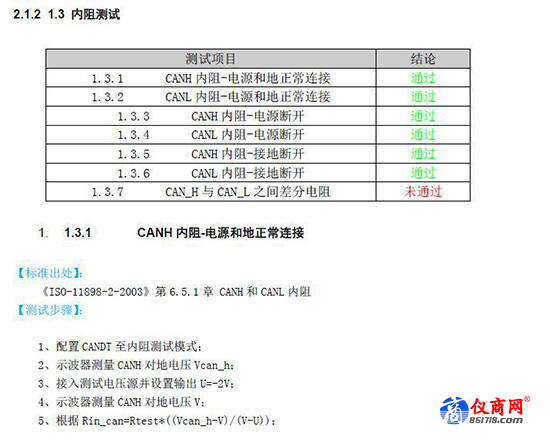 2.1.2 1.3 内阻测试
测试项目 结论
1.3.1 CANH 内阻-电源和地正常连接 通过
1.3.2 CANL 内阻-电源和地正常连接 通过
1.3.3 CANH 内阻-电源断开 通过
1.3.4 CANL 内阻-电源断开 通过
1.3.5 CANH 内阻-接地断开 通过
1.3.6 CANL 内阻-接地断开 通过
1.3.7 CAN_H 与 CAN_L 之间差分电阻 未通过
1. 1.3.1 CANH 内阻-电源和地正常连接
【标准出处】:
《ISO-11898-2-2003》第 6.5.1 章 CANH 和 CANL 内阻
【测试步骤】:
1、配置 CANDT 至内阻测试模式;
2、示波器测量 CANH 对地电压 Vcan_h;
3、接入测试电压源并设置输出 U=-2V;
4、示波器测量 CANH 对地电压 V;
5、根据 Rin_can=Rtest*((Vcan_h-V)/(V-U));
商 仪商网®
861718.com